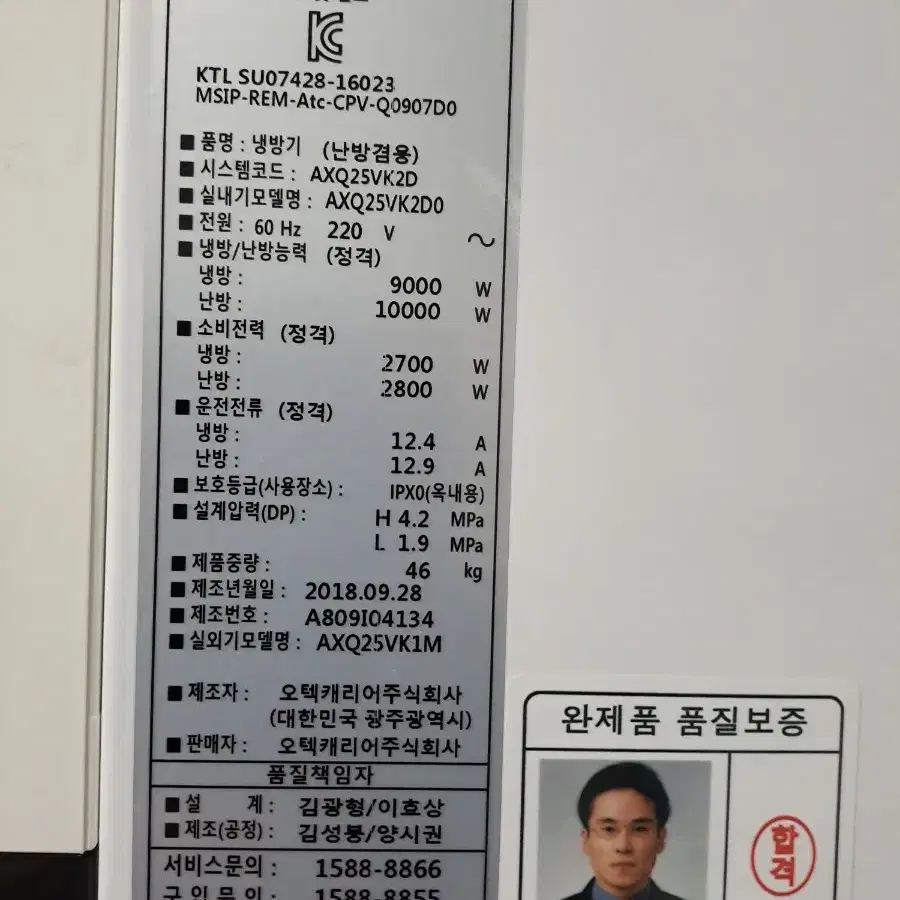 KTL SU07428-16023
MSIP-REM-Atc-CPV-Q0907D0
■ 품명 : 냉방기 (난방겸용)
■ 시스템코드 : AXQ25VK2D
■ 실내기모델명 : AXQ25VK2D0
■ 전원 : 60 Hz 220 V ~
■ 냉방/난방능력 (정격)
냉방 : 9000 W
난방 : 10000 W
■ 소비전력 (정격)
냉방 : 2700 W
난방 : 2800 W
■ 운전전류 (정격)
냉방 : 12.4 A
난방 : 12.9 A
■ 보호등급(사용장소) : IPX0(옥내용)
■ 설계압력(DP) : H 4.2 MPa
L 1.9 MPa
■ 제품중량 : 46 kg
■ 제조년월일 : 2018.09.28
■ 제조번호 : A809I04134
■ 실외기모델명 : AXQ25VK1M
■ 제조자 : 오텍캐리어주식회사
(대한민국 광주광역시)
■ 판매자 : 오텍캐리어주식회사
품질책임자
■ 설 계 : 김광형/이효상
■ 제조(공정) : 김성봉/양시권
서비스문의 : 1588-8866
구입문의 : 1588-8855
완제품 품질보증
합격